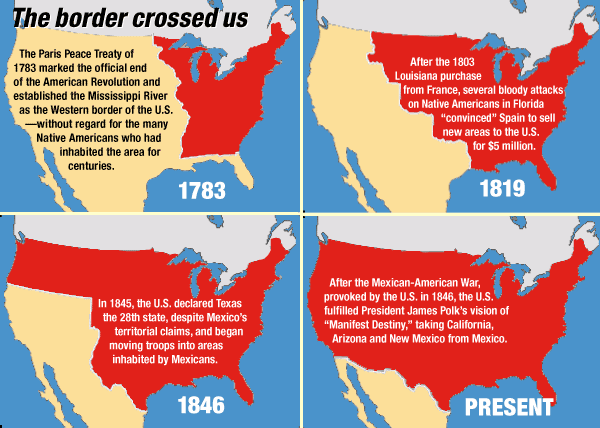 The border crossed us
The Paris Peace Treaty of
1783 marked the official end
of the American Revolution and
established the Mississippi River
as the Western border of the U.S.
—without regard for the many
Native Americans who had
inhabited the area for
centuries.
1783
After the 1803
Louisiana purchase
from France, several bloody attacks
on Native Americans in Florida
“convinced” Spain to sell
new areas to the U.S.
for $5 million.
1819
In 1845, the U.S. declared Texas
the 28th state, despite Mexico's
territorial claims, and began
moving troops into areas
inhabited by Mexicans.
1846
After the Mexican-American War,
provoked by the U.S. in 1846, the U.S.
fulfilled President James Polk's vision of
“Manifest Destiny,” taking California,
Arizona and New Mexico from Mexico.
PRESENT